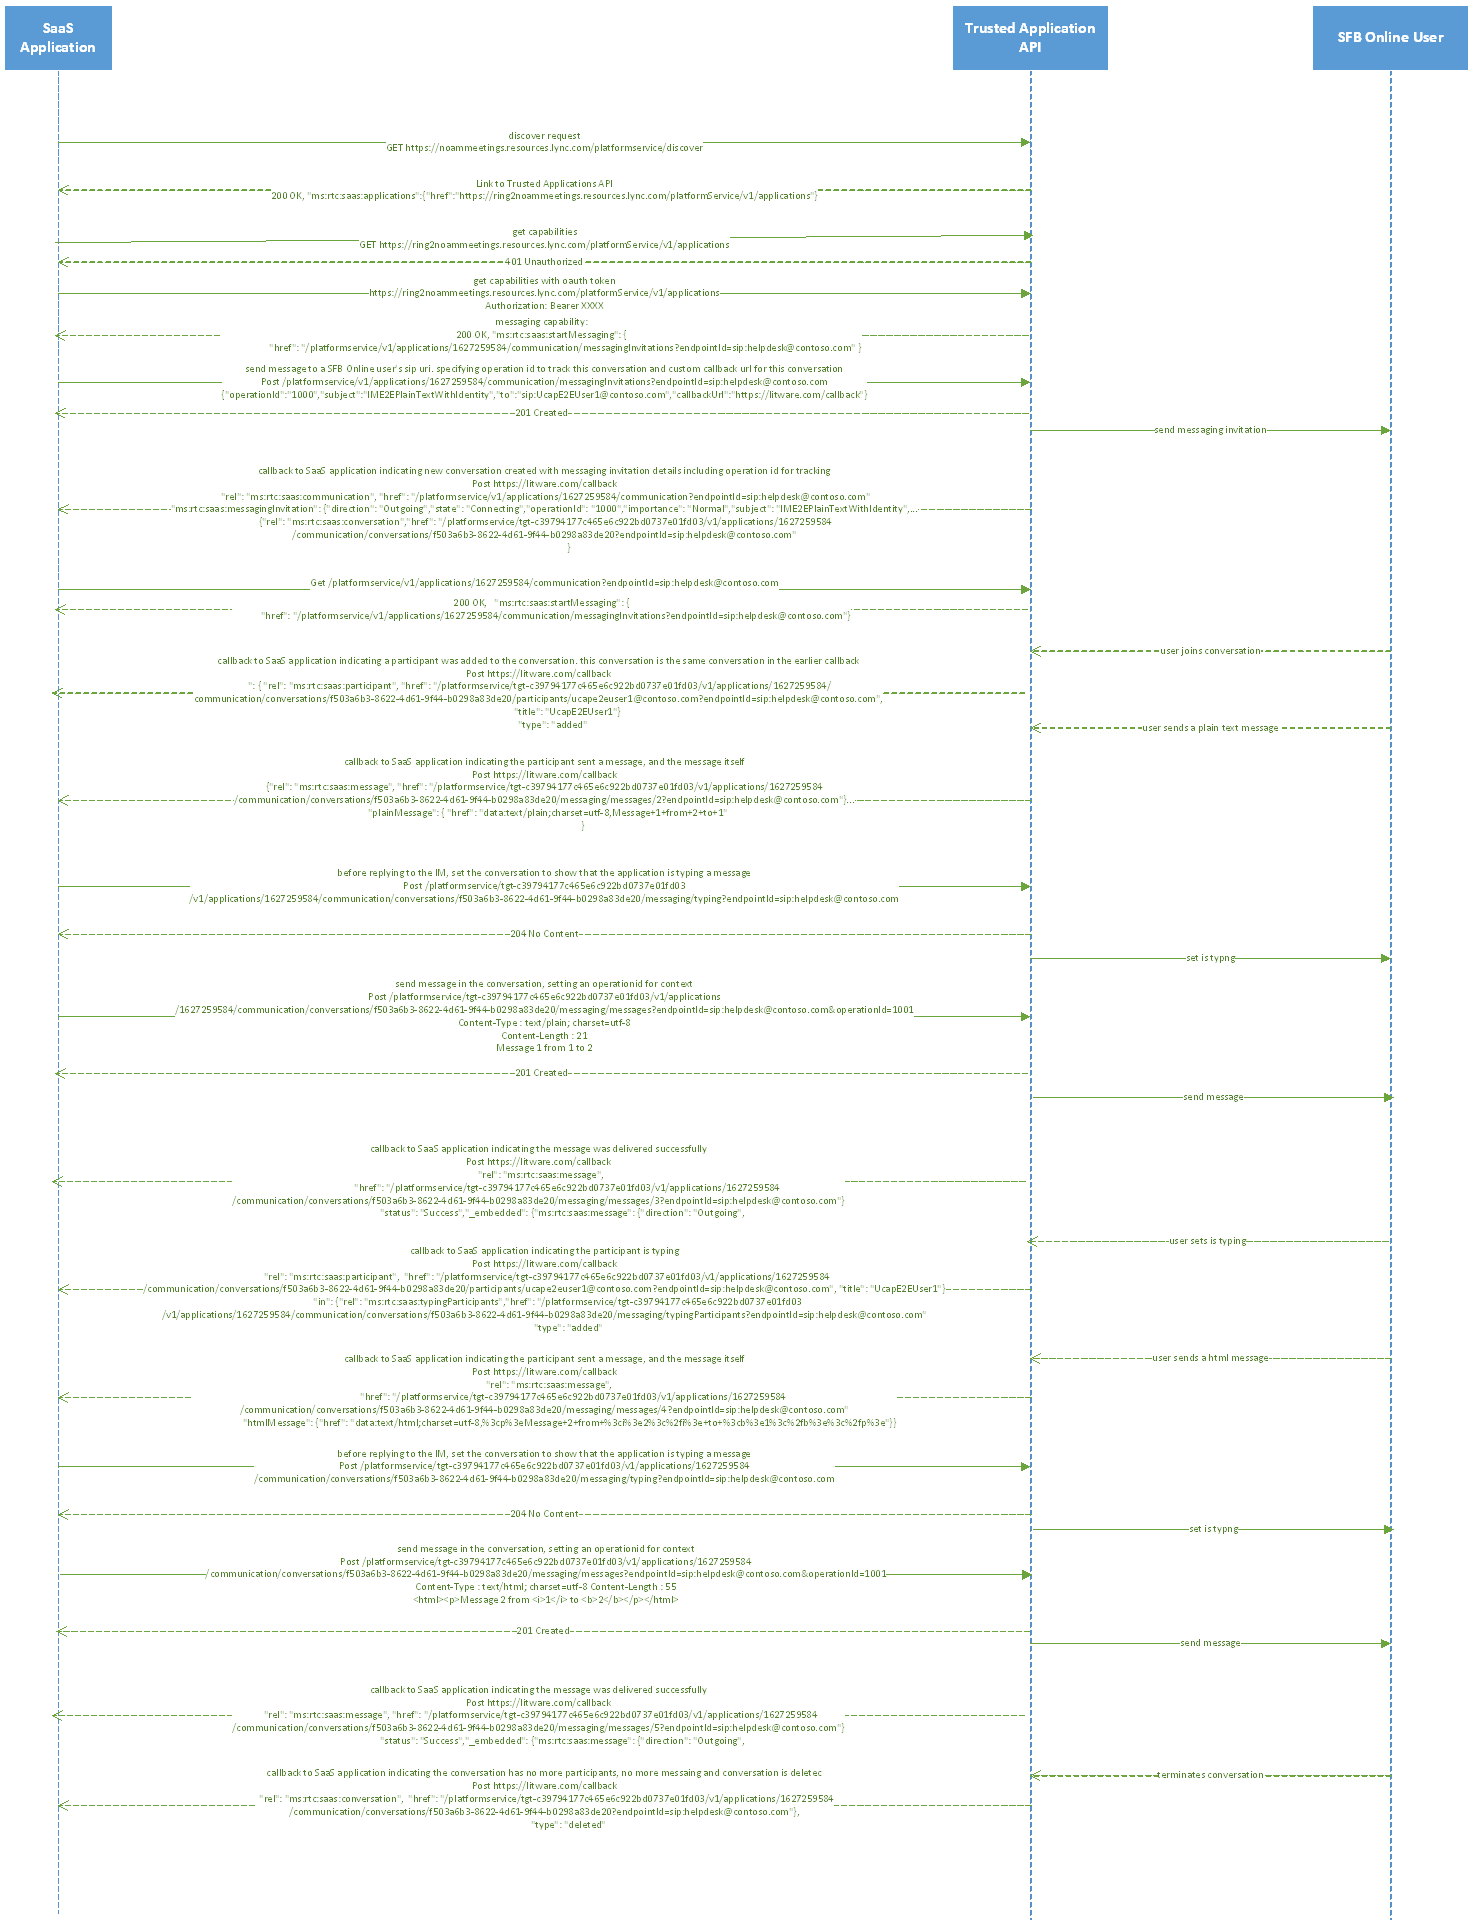 SaaS
Application
Trusted Application
API
SFB Online User
discover request
GET https://noammeetings.resources.lync.com/platformservice/discover
Link to Trusted Applications API
200 OK, "ms:rtc:saas:applications":{"href":"https://ring2noammeetings.resources.lync.com/platformService/v1/applications"}
get capabilities
GET https://ring2noammeetings.resources.lync.com/platformService/v1/applications
401 Unauthorized
get capabilities with oauth token
https://ring2noammeetings.resources.lync.com/platformService/v1/applications
Authorization: Bearer XXXX
messaging capability:
200 OK, "ms:rtc:saas:startMessaging": {
"href": "/platformservice/v1/applications/1627259584/communication/messagingInvitations?endpointId=sip:helpdesk@contoso.com" }
send message to a SFB Online user's sip uri. specifying operation id to track this conversation and custom callback url for this conversation
Post /platformservice/v1/applications/1627259584/communication/messagingInvitations?endpointId=sip:helpdesk@contoso.com
{"operationId":"1000","subject":"IME2EPlainTextWithIdentity","to":"sip:UcapE2EUser1@contoso.com","callbackUrl":"https://litware.com/callback"}
201 Created
send messaging invitation
callback to SaaS application indicating new conversation created with messaging invitation details including operation id for tracking
Post https://litware.com/callback
"rel": "ms:rtc:saas:communication", "href": "/platformservice/v1/applications/1627259584/communication?endpointId=sip:helpdesk@contoso.com"
"ms:rtc:saas:messagingInvitation": {"direction": "Outgoing","state": "Connecting","operationId": "1000","importance": "Normal","subject": "IME2EPlainTextWithIdentity",...
{"rel": "ms:rtc:saas:conversation","href": "/platformservice/tgt-c39794177c465e6c922bd0737e01fd03/v1/applications/1627259584
/communication/conversations/f503a6b3-8622-4d61-9f44-b0298a83de20?endpointId=sip:helpdesk@contoso.com"
}
Get /platformservice/v1/applications/1627259584/communication?endpointId=sip:helpdesk@contoso.com
200 OK, "ms:rtc:saas:startMessaging": {
"href": "/platformservice/v1/applications/1627259584/communication/messagingInvitations?endpointId=sip:helpdesk@contoso.com"}
user joins conversation
callback to SaaS application indicating a participant was added to the conversation. this conversation is the same conversation in the earlier callback
Post https://litware.com/callback
": { "rel": "ms:rtc:saas:participant", "href": "/platformservice/tgt-c39794177c465e6c922bd0737e01fd03/v1/applications/1627259584/
communication/conversations/f503a6b3-8622-4d61-9f44-b0298a83de20/participants/ucape2euser1@contoso.com?endpointId=sip:helpdesk@contoso.com",
"title": "UcapE2EUser1"}
"type": "added"
user sends a plain text message
callback to SaaS application indicating the participant sent a message, and the message itself
Post https://litware.com/callback
{"rel": "ms:rtc:saas:message", "href": "/platformservice/tgt-c39794177c465e6c922bd0737e01fd03/v1/applications/1627259584
/communication/conversations/f503a6b3-8622-4d61-9f44-b0298a83de20/messaging/messages/2?endpointId=sip:helpdesk@contoso.com"}...
"plainMessage": { "href": "data:text/plain;charset=utf-8,Message+1+from+2+to+1"
}
before replying to the IM, set the conversation to show that the application is typing a message
Post /platformservice/tgt-c39794177c465e6c922bd0737e01fd03
/v1/applications/1627259584/communication/conversations/f503a6b3-8622-4d61-9f44-b0298a83de20/messaging/typing?endpointId=sip:helpdesk@contoso.com
204 No Content
set is typng
send message in the conversation, setting an operationid for context
Post /platformservice/tgt-c39794177c465e6c922bd0737e01fd03/v1/applications
/1627259584/communication/conversations/f503a6b3-8622-4d61-9f44-b0298a83de20/messaging/messages?endpointId=sip:helpdesk@contoso.com&operationId=1001
Content-Type : text/plain; charset=utf-8
Content-Length : 21
Message 1 from 1 to 2
201 Created
send message
callback to SaaS application indicating the message was delivered successfully
Post https://litware.com/callback
"rel": "ms:rtc:saas:message",
"href": "/platformservice/tgt-c39794177c465e6c922bd0737e01fd03/v1/applications/1627259584
/communication/conversations/f503a6b3-8622-4d61-9f44-b0298a83de20/messaging/messages/3?endpointId=sip:helpdesk@contoso.com"}
"status": "Success","_embedded": {"ms:rtc:saas:message": {"direction": "Outgoing",
user sets is typing
callback to SaaS application indicating the participant is typing
Post https://litware.com/callback
"rel": "ms:rtc:saas:participant", "href": "/platformservice/tgt-c39794177c465e6c922bd0737e01fd03/v1/applications/1627259584
/communication/conversations/f503a6b3-8622-4d61-9f44-b0298a83de20/participants/ucape2euser1@contoso.com?endpointId=sip:helpdesk@contoso.com", "title": "UcapE2EUser1"}
"in": {"rel": "ms:rtc:saas:typingParticipants","href": "/platformservice/tgt-c39794177c465e6c922bd0737e01fd03
/v1/applications/1627259584/communication/conversations/f503a6b3-8622-4d61-9f44-b0298a83de20/messaging/typingParticipants?endpointId=sip:helpdesk@contoso.com"
"type": "added"
user sends a html message
callback to SaaS application indicating the participant sent a message, and the message itself
Post https://litware.com/callback
"rel": "ms:rtc:saas:message",
"href": "/platformservice/tgt-c39794177c465e6c922bd0737e01fd03/v1/applications/1627259584
/communication/conversations/f503a6b3-8622-4d61-9f44-b0298a83de20/messaging/messages/4?endpointId=sip:helpdesk@contoso.com"
"htmlMessage": {"href": "data:text/html;charset=utf-8,%3cp%3eMessage+2+from+%3ci%3e2%3c%2fi%3e+to+%3cb%3e1%3c%2fb%3e%3c%2fp%3e"}}
before replying to the IM, set the conversation to show that the application is typing a message
Post /platformservice/tgt-c39794177c465e6c922bd0737e01fd03/v1/applications/1627259584
/communication/conversations/f503a6b3-8622-4d61-9f44-b0298a83de20/messaging/typing?endpointId=sip:helpdesk@contoso.com
204 No Content
set is typng
send message in the conversation, setting an operationid for context
Post /platformservice/tgt-c39794177c465e6c922bd0737e01fd03/v1/applications/1627259584
/communication/conversations/f503a6b3-8622-4d61-9f44-b0298a83de20/messaging/messages?endpointId=sip:helpdesk@contoso.com&operationId=1001
Content-Type : text/html; charset=utf-8 Content-Length : 55
<html><p>Message 2 from <i>1</i> to <b>2</b></p></html>
201 Created
send message
callback to SaaS application indicating the message was delivered successfully
Post https://litware.com/callback
"rel": "ms:rtc:saas:message", "href": "/platformservice/tgt-c39794177c465e6c922bd0737e01fd03/v1/applications/1627259584
/communication/conversations/f503a6b3-8622-4d61-9f44-b0298a83de20/messaging/messages/5?endpointId=sip:helpdesk@contoso.com"}
"status": "Success","_embedded": {"ms:rtc:saas:message": {"direction": "Outgoing",
terminates conversation
callback to SaaS application indicating the conversation has no more participants, no more messaing and conversation is deletec
Post https://litware.com/callback
"rel": "ms:rtc:saas:conversation", "href": "/platformservice/tgt-c39794177c465e6c922bd0737e01fd03/v1/applications/1627259584
/communication/conversations/f503a6b3-8622-4d61-9f44-b0298a83de20?endpointId=sip:helpdesk@contoso.com"},
"type": "deleted"